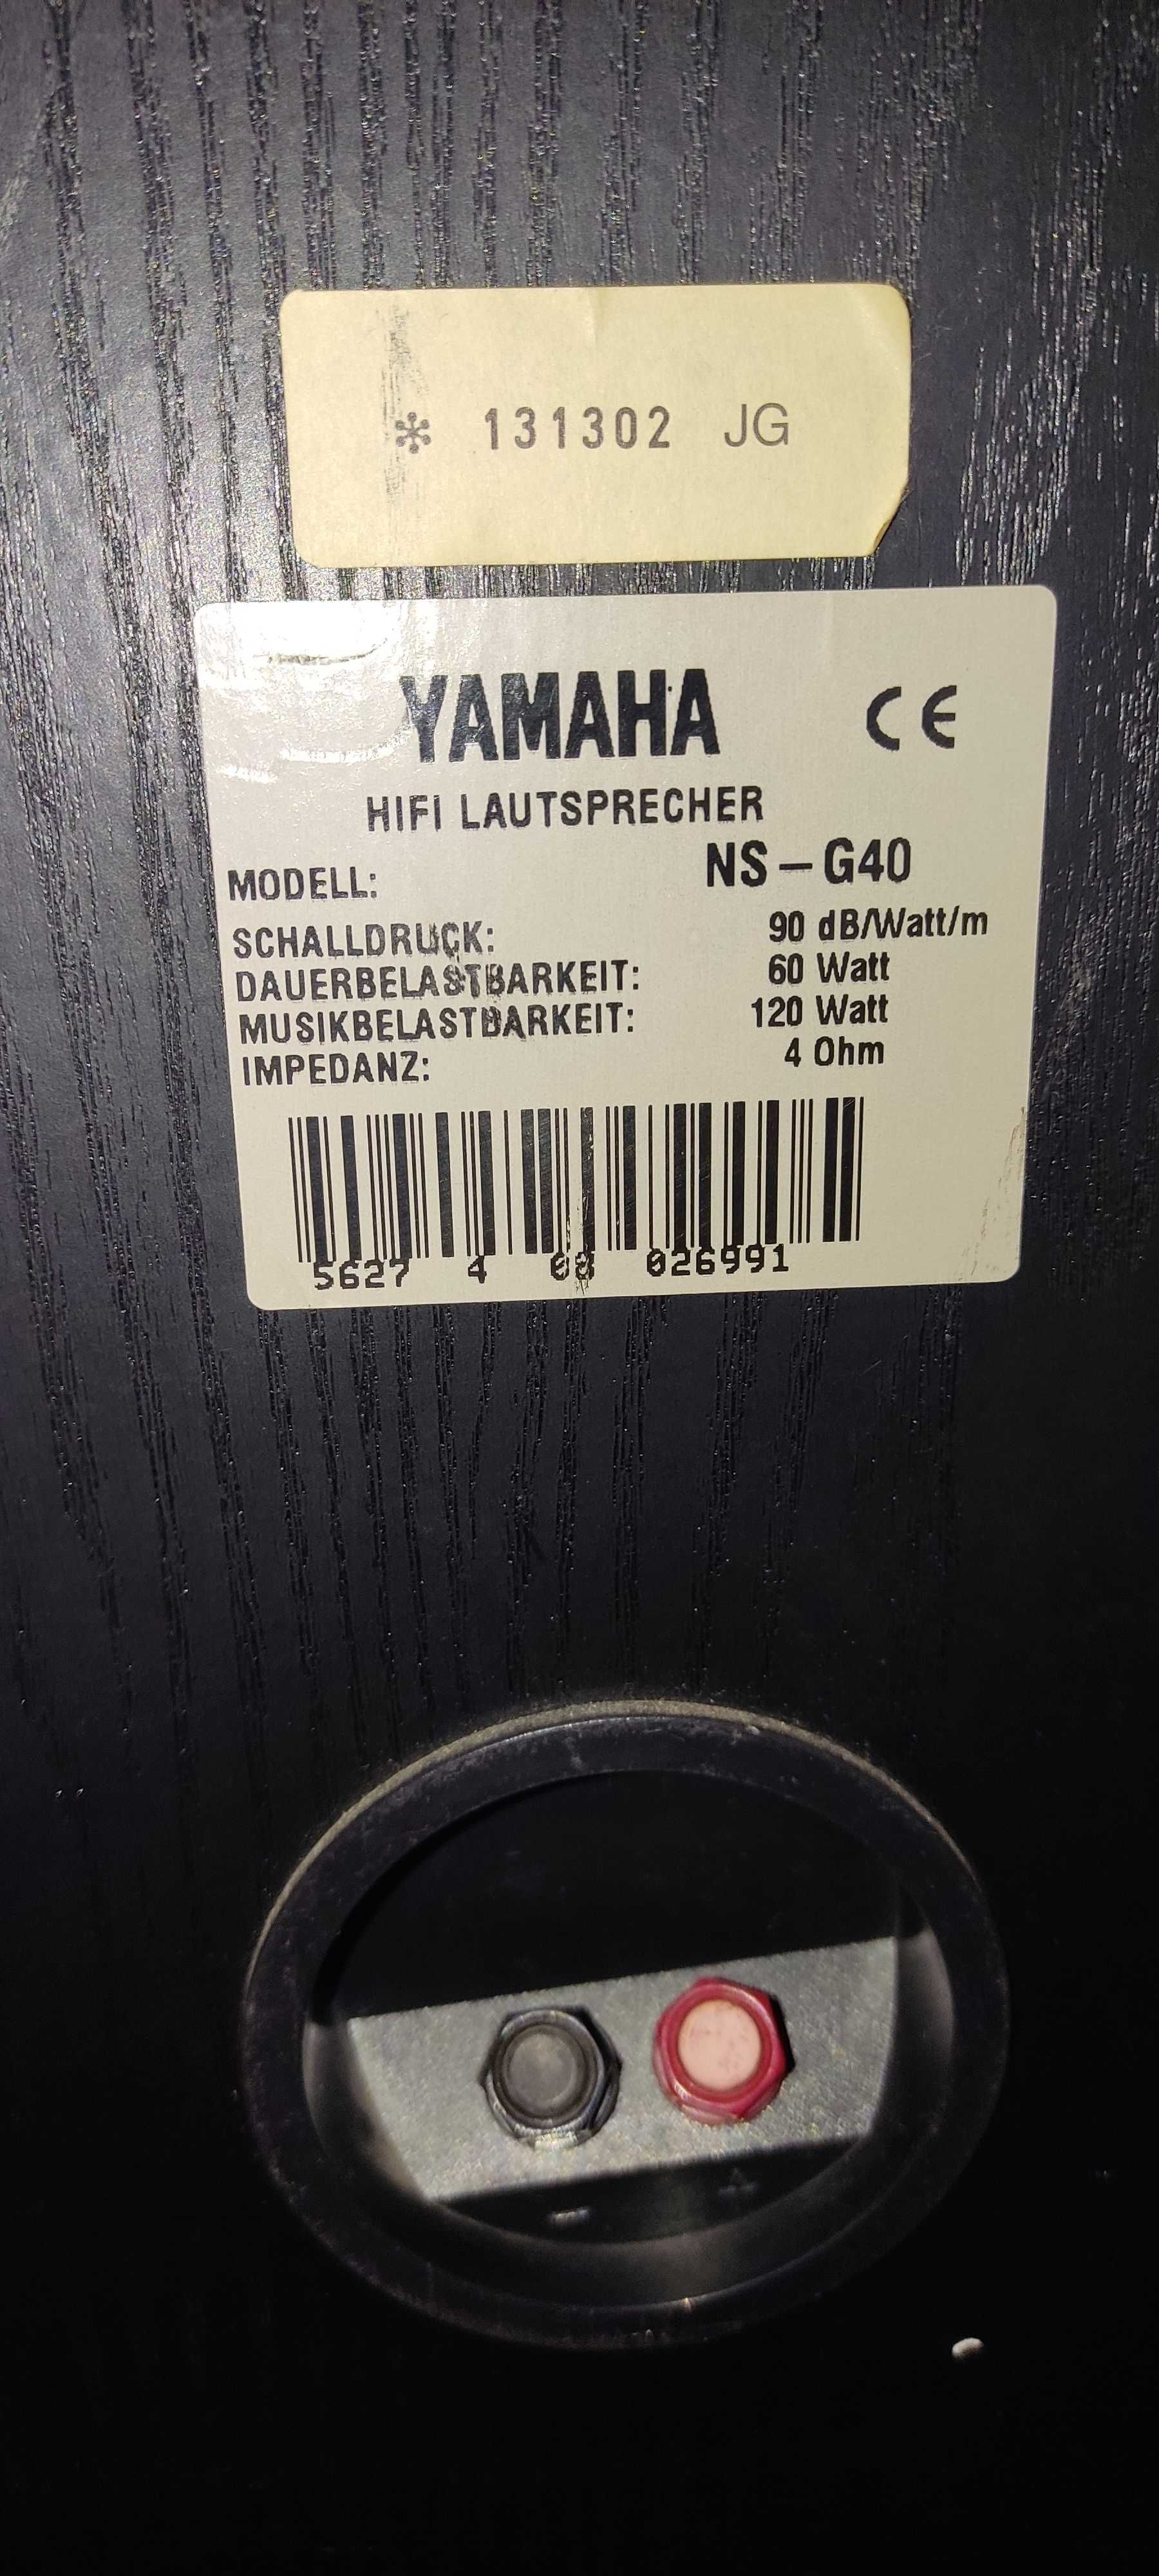 * 131302 JG
YAMAHA CE
HIFI LAUTSPRECHER
MODELL: NS-G40
SCHALLDRUCK: 90 dB/Watt/m
DAUERBELASTBARKEIT: 60 Watt
MUSIKBELASTBARKEIT: 120 Watt
IMPEDANZ: 4 Ohm
5627 4 08 026991
- +